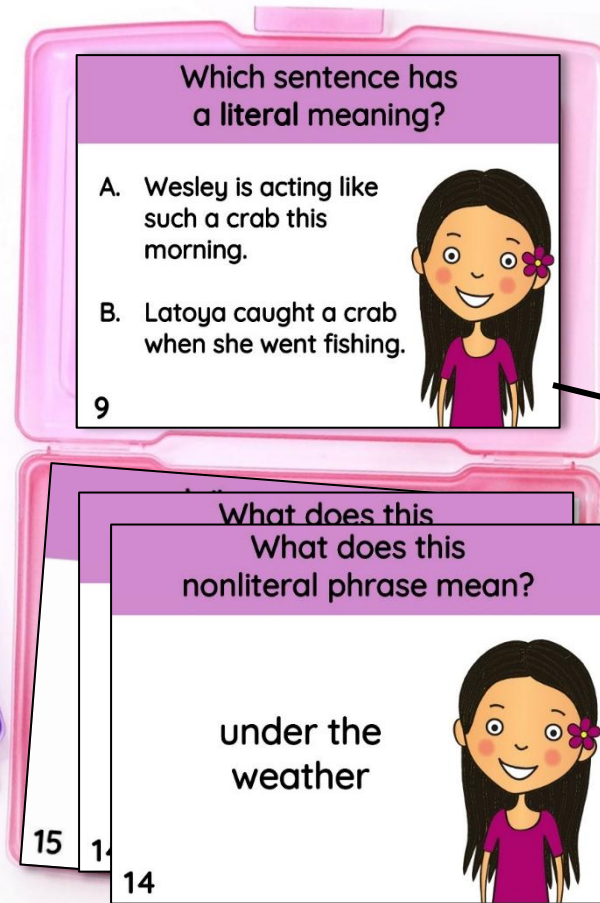 Which sentence has
a literal meaning?
A. Wesley is acting like
such a crab this
morning.
B. Latoya caught a crab
when she went fishing.
9
What does this
What does this
nonliteral phrase mean?
under the
weather
15
14